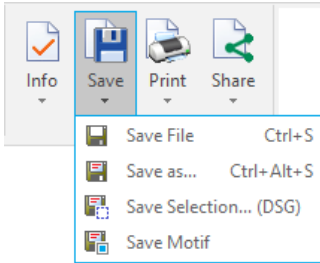 Info Save Print Share
Save File Ctrl+S
Save as... Ctrl+Alt+S
Save Selection... (DSG)
Save Motif